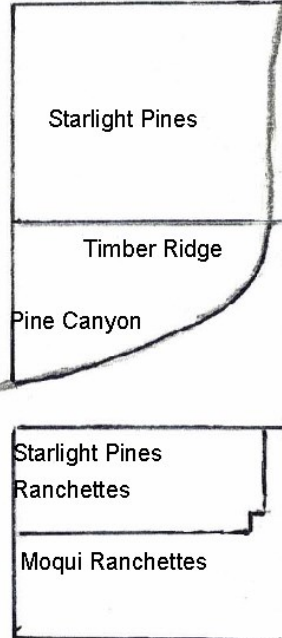 Starlight Pines
Timber Ridge
Pine Canyon
Starlight Pines
Ranchettes
Moqui Ranchettes